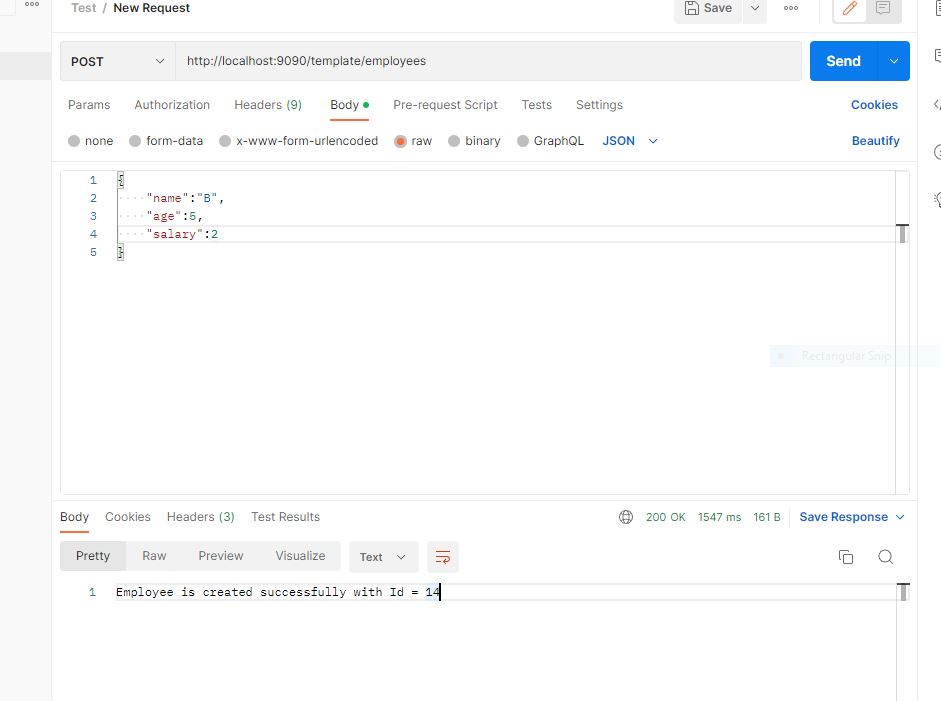 Test / New Request
Save
POST
http://localhost:9090/template/employees
Send
Params Authorization Headers (9) Body Pre-request Script Tests Settings Cookies
none form-data x-www-form-urlencoded raw binary GraphQL JSON Beautify
1 {
2 "name":"B",
3 "age":5,
4 "salary":2
5 }
Rectangular Snip
Body Cookies Headers (3) Test Results 200 OK 1547 ms 161 B Save Response
Pretty Raw Preview Visualize Text
1 Employee is created successfully with Id = 14